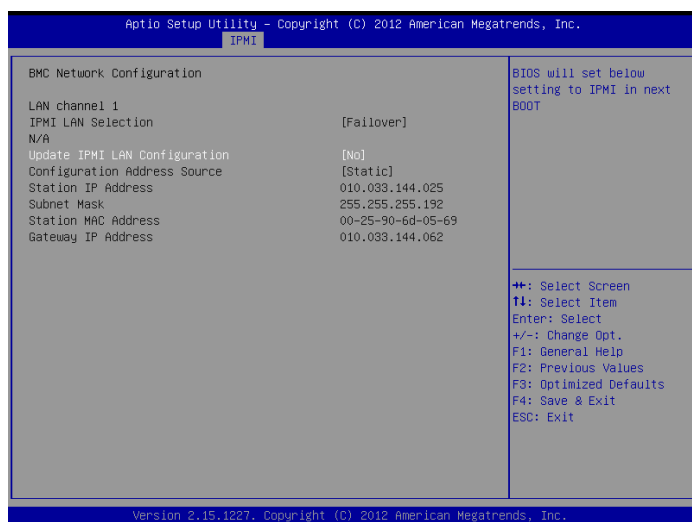 Aptio Setup Utility – Copyright (C) 2012 American Megatrends, Inc.
IPMI
BMC Network Configuration
LAN channel 1
IPMI LAN Selection [Failover]
N/A
Update IPMI LAN Configuration [No]
Configuration Address Source [Static]
Station IP Address 010.033.144.025
Subnet Mask 255.255.255.192
Station MAC Address 00-25-90-6d-05-69
Gateway IP Address 010.033.144.062
BIOS will set below
setting to IPMI in next
BOOT
→←: Select Screen
↑↓: Select Item
Enter: Select
+/-: Change Opt.
F1: General Help
F2: Previous Values
F3: Optimized Defaults
F4: Save & Exit
ESC: Exit
Version 2.15.1227. Copyright (C) 2012 American Megatrends, Inc.